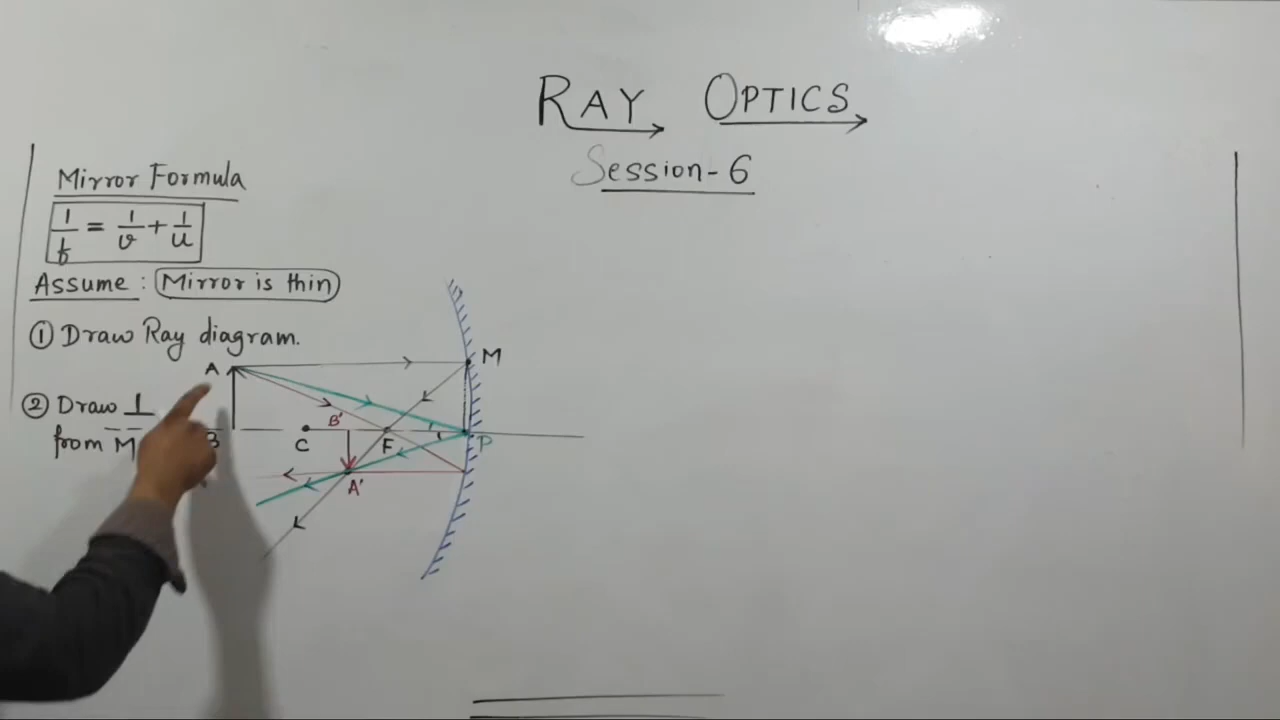 RAY OPTICS
Session-6
Mirror Formula
1/f = 1/v + 1/u
Assume : Mirror is thin
① Draw Ray diagram.
② Draw ⊥
from M
A
M
B'
B
C
F
P
A'